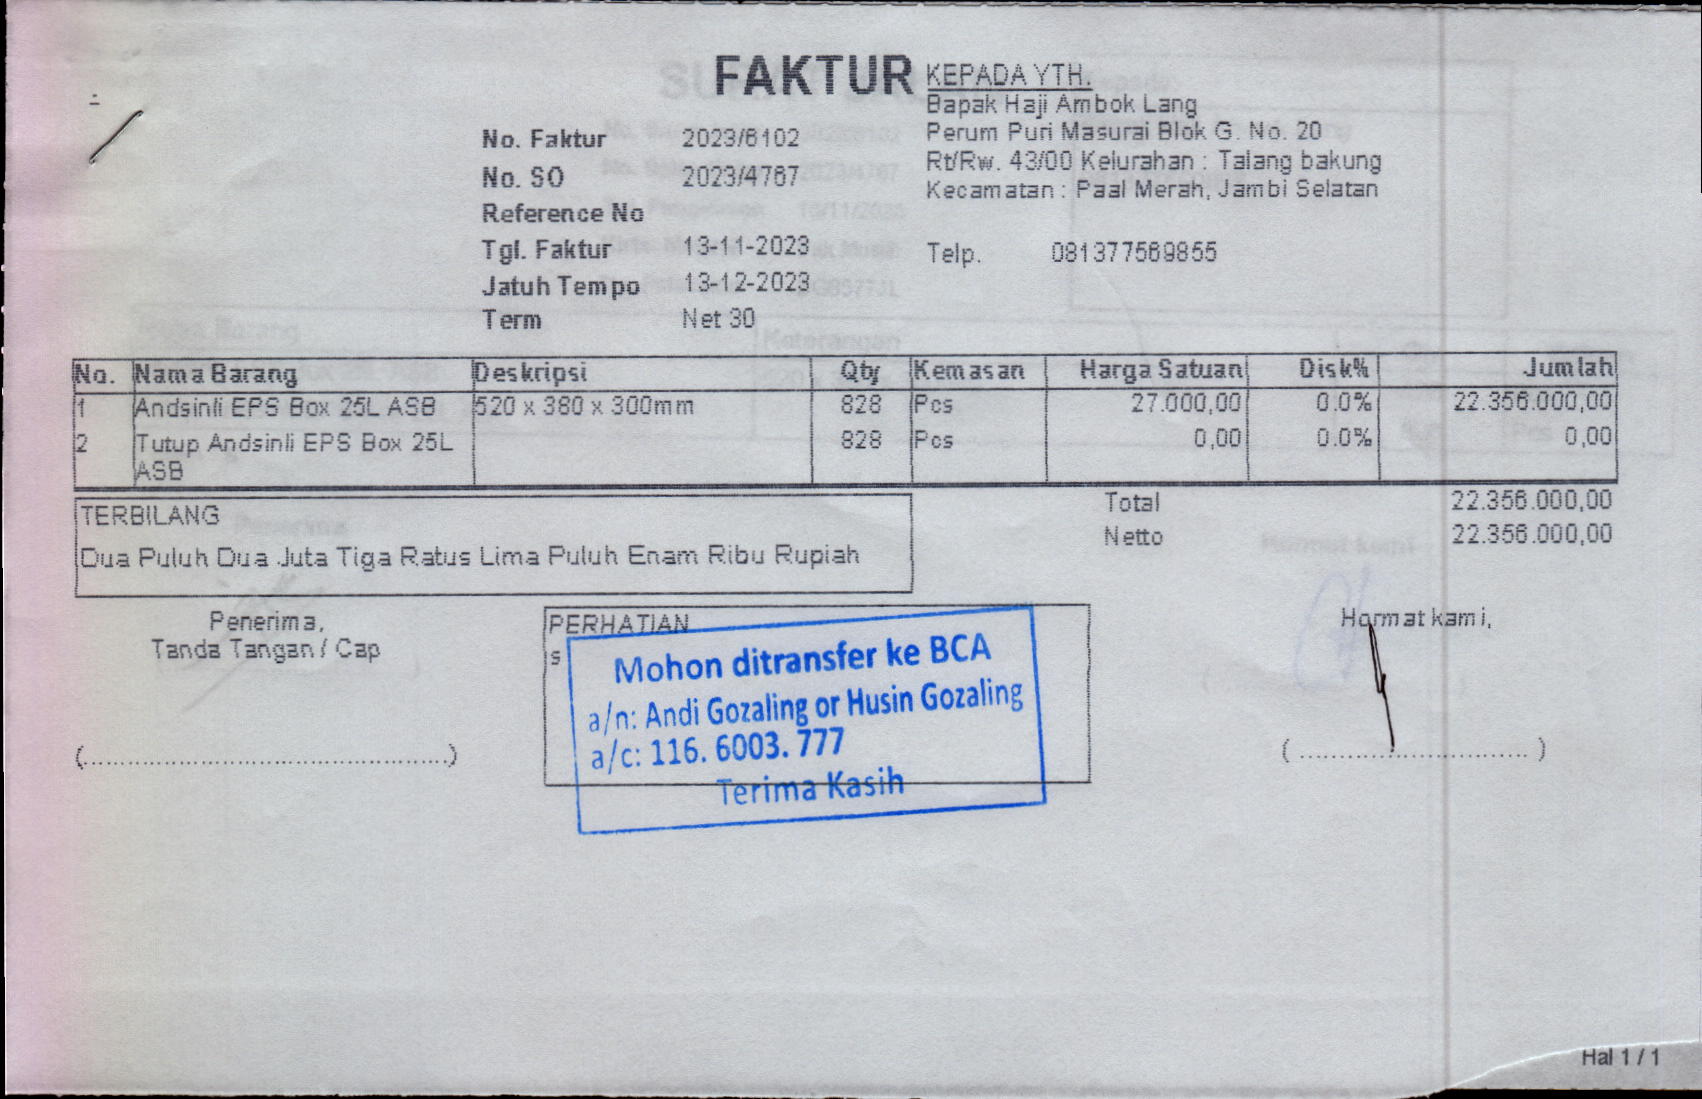 FAKTUR
KEPADA YTH.
Bapak Haji Ambok Lang
Perum Puri Masurai Blok G. No. 20
Rt/Rw. 43/00 Kelurahan : Talang bakung
Kecamatan : Paal Merah, Jambi Selatan
Telp. 081377569855
No. Faktur 2023/6102
No. SO 2023/4767
Reference No
Tgl. Faktur 13-11-2023
Jatuh Tempo 13-12-2023
Term Net 30
No. Nama Barang Deskripsi Qty Kemasan Harga Satuan Disk% Jumlah
1 Andsinli EPS Box 25L ASB 520 x 380 x 300mm 828 Pcs 27.000,00 0.0% 22.356.000,00
2 Tutup Andsinli EPS Box 25L 828 Pcs 0,00 0.0% 0,00
ASB
Total 22.356.000,00
Netto 22.356.000,00
TERBILANG
Dua Puluh Dua Juta Tiga Ratus Lima Puluh Enam Ribu Rupiah
Penerima,
Tanda Tangan / Cap
(................................................)
PERHATIAN
s
Mohon ditransfer ke BCA
a/n: Andi Gozaling or Husin Gozaling
a/c: 116. 6003. 777
Terima Kasih
Hormat kami,
(..............................)
Hal 1 / 1